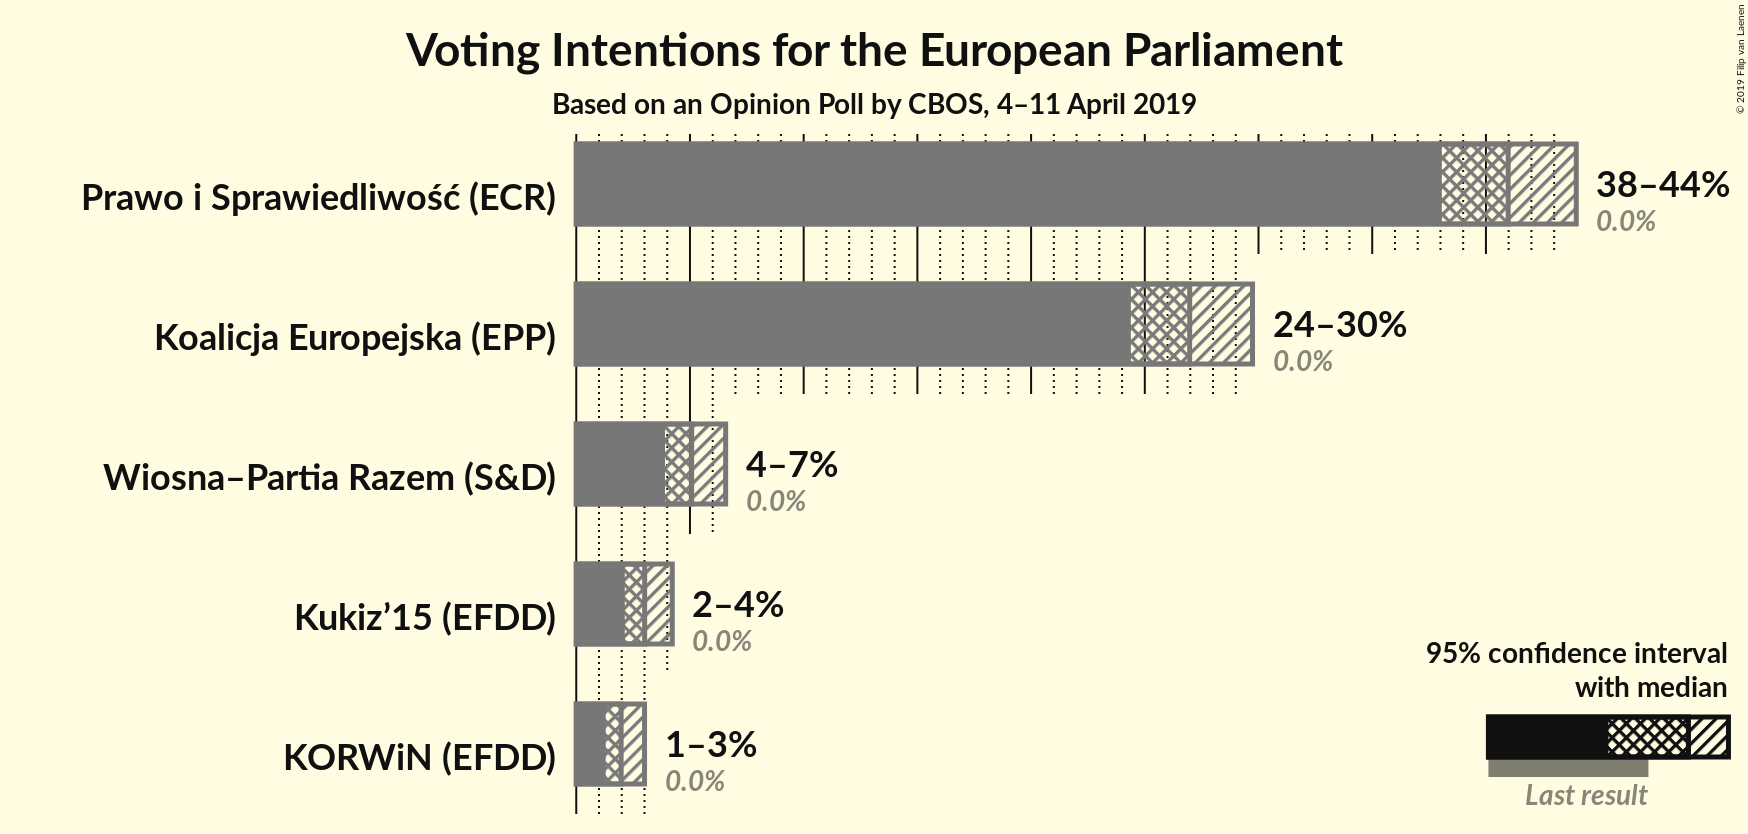 Voting Intentions for the European Parliament
Based on an Opinion Poll by CBOS, 4–11 April 2019
© 2019 Filip van Laenen
Prawo i Sprawiedliwość (ECR)
38–44%
0.0%
Koalicja Europejska (EPP)
24–30%
0.0%
Wiosna–Partia Razem (S&D)
4–7%
0.0%
Kukiz’15 (EFDD)
2–4%
0.0%
KORWiN (EFDD)
1–3%
0.0%
95% confidence interval
with median
Last result